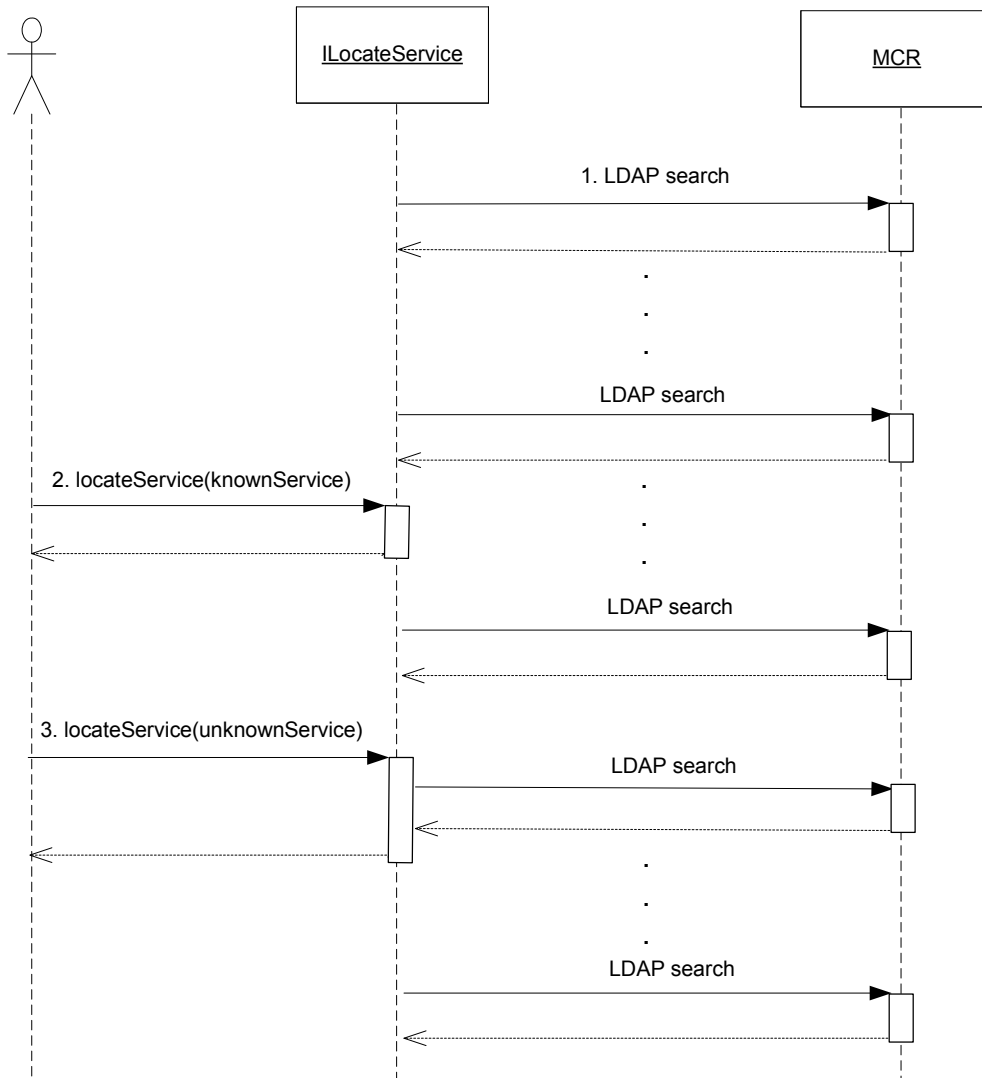 ILocateService
MCR
1. LDAP search
.
.
.
LDAP search
2. locateService(knownService)
.
.
.
LDAP search
3. locateService(unknownService)
LDAP search
.
.
.
LDAP search